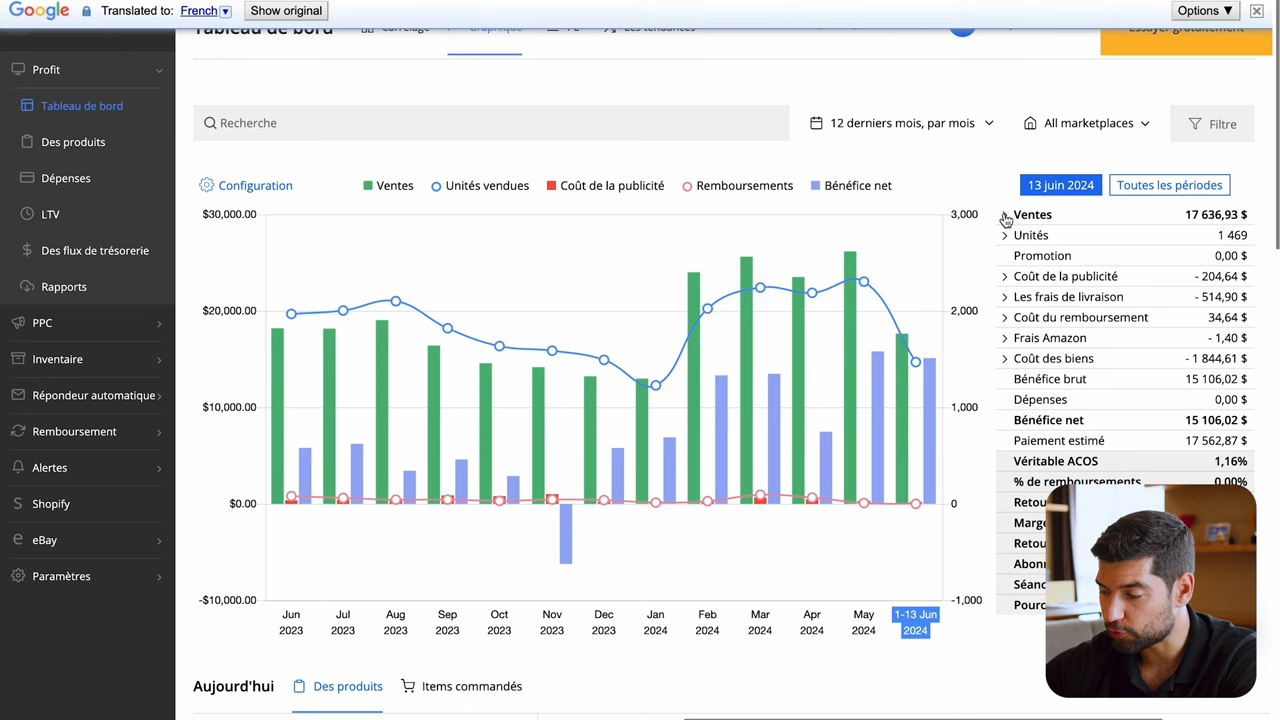 Google Translated to: French Show original Options ▼
Tableau de bord
Profit
Tableau de bord
Des produits
Dépenses
LTV
Des flux de trésorerie
Rapports
PPC
Inventaire
Répondeur automatique
Remboursement
Alertes
Shopify
eBay
Paramètres
Recherche
12 derniers mois, par mois
All marketplaces
Filtre
Configuration
Ventes
Unités vendues
Coût de la publicité
Remboursements
Bénéfice net
13 juin 2024
Toutes les périodes
$30,000.00
$20,000.00
$10,000.00
$0.00
-$10,000.00
3,000
2,000
1,000
0
-1,000
Jun 2023
Jul 2023
Aug 2023
Sep 2023
Oct 2023
Nov 2023
Dec 2023
Jan 2024
Feb 2024
Mar 2024
Apr 2024
May 2024
1-13 Jun 2024
Ventes 17 636,93 $
Unités 1 469
Promotion 0,00 $
Coût de la publicité - 204,64 $
Les frais de livraison - 514,90 $
Coût du remboursement 34,64 $
Frais Amazon - 1,40 $
Coût des biens - 1 844,61 $
Bénéfice brut 15 106,02 $
Dépenses 0,00 $
Bénéfice net 15 106,02 $
Paiement estimé 17 562,87 $
Véritable ACOS 1,16%
% de remboursements 0,00%
Aujourd'hui
Des produits
Items commandés